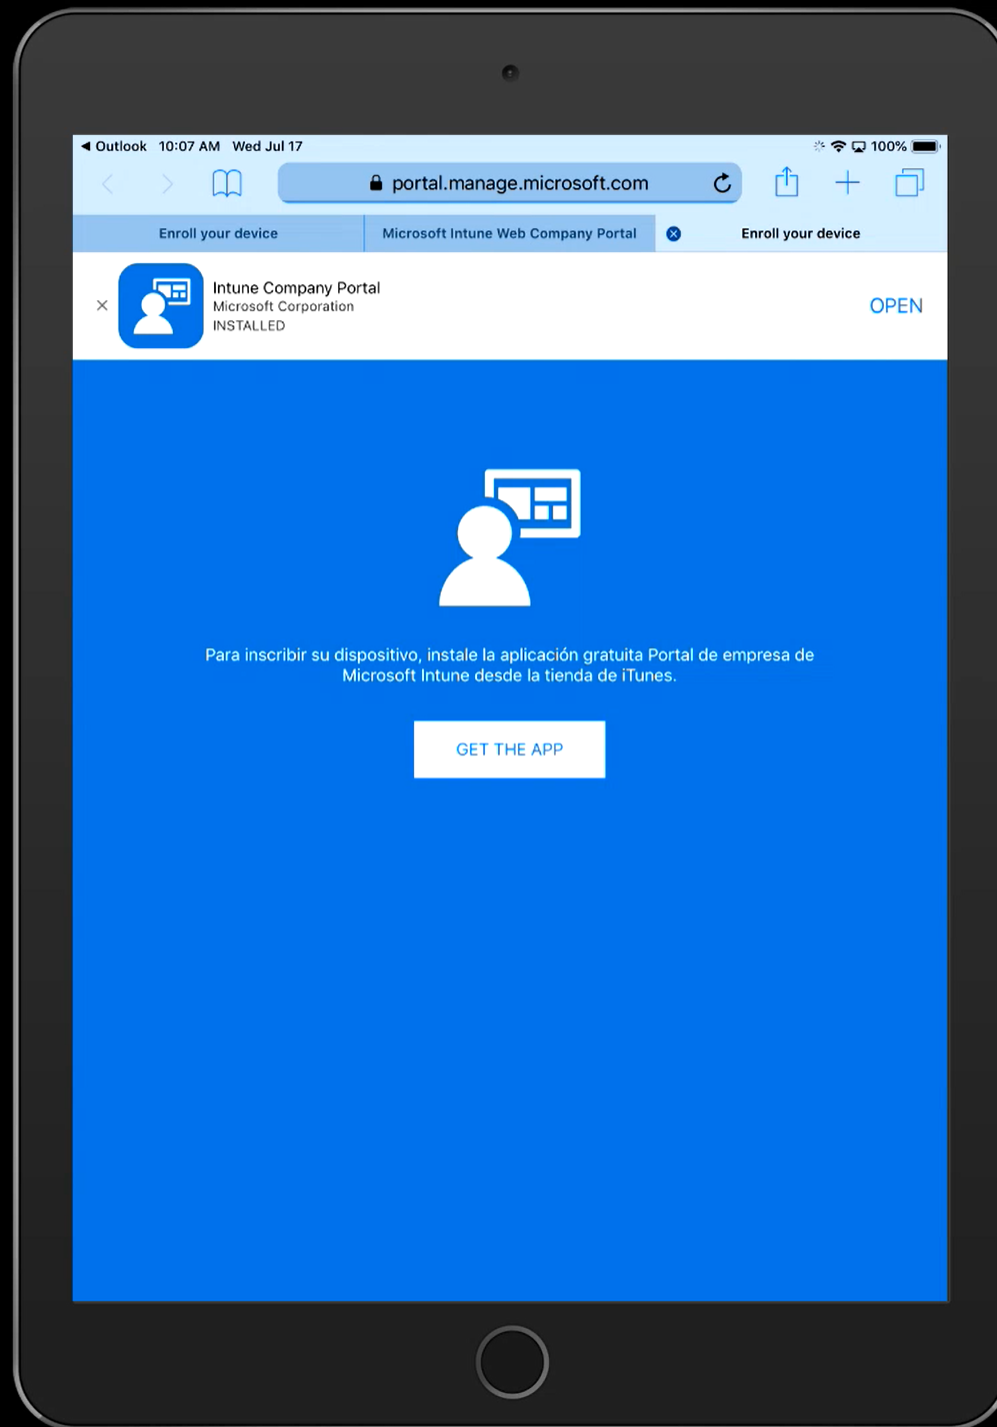 Outlook 10:07 AM Wed Jul 17 100%
portal.manage.microsoft.com
Enroll your device Microsoft Intune Web Company Portal Enroll your device
Intune Company Portal
Microsoft Corporation
INSTALLED
OPEN
Para inscribir su dispositivo, instale la aplicación gratuita Portal de empresa de
Microsoft Intune desde la tienda de iTunes.
GET THE APP